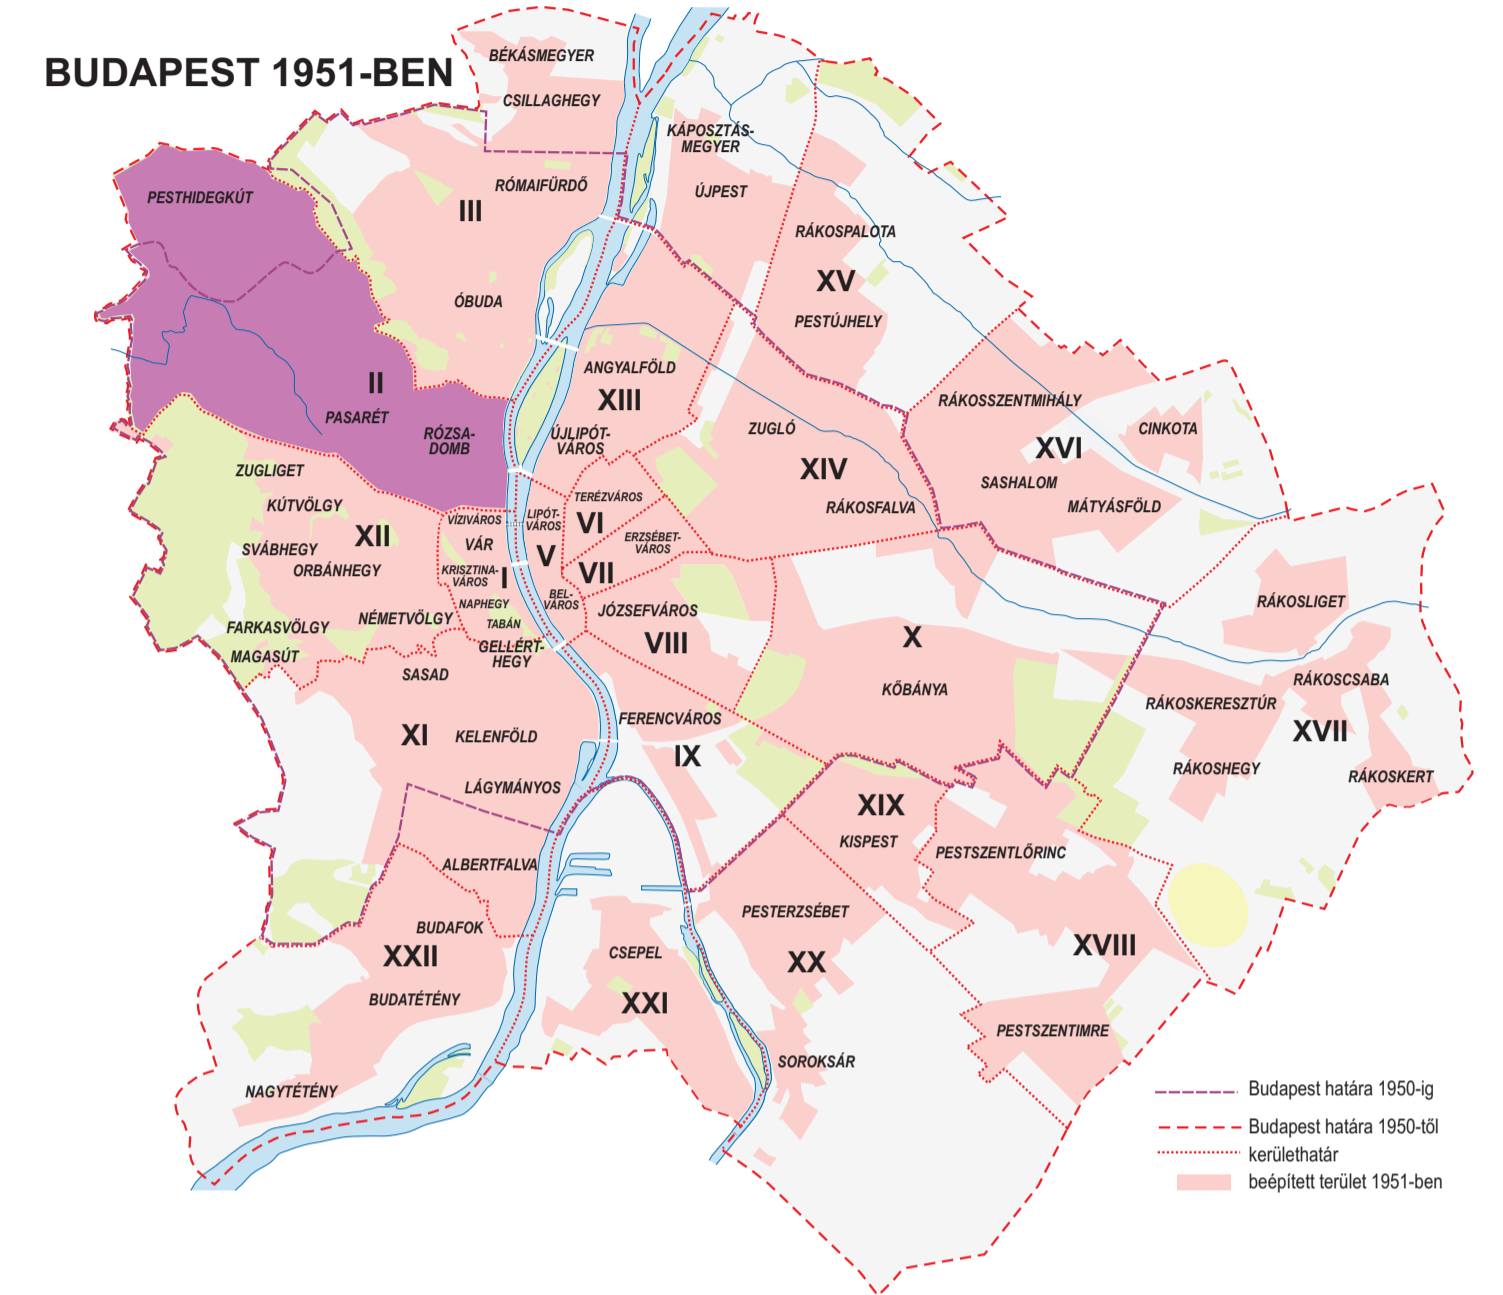 BUDAPEST 1951-BEN
BÉKÁSMEGYER
CSILLAGHEGY
KÁPOSZTÁS-
MEGYER
PESTHIDEGKÚT
RÓMAIFÜRDŐ
ÚJPEST
III
RÁKOSPALOTA
XV
ÓBUDA
PESTÚJHELY
ANGYALFÖLD
II
XIII
RÁKOSSZENTMIHÁLY
PASARÉT
RÓZSA-
DOMB
ÚJLIPÓT-
VÁROS
ZUGLÓ
CINKOTA
XVI
ZUGLIGET
XIV
SASHALOM
KÚTVÖLGY
TERÉZVÁROS
RÁKOSFALVA
MÁTYÁSFÖLD
VÍZIVÁROS
LIPÓT-
VÁROS
VI
XII
VÁR
ERZSÉBET-
VÁROS
SVÁBHEGY
V
ORBÁNHEGY
KRISZTINA-
VÁROS
I
VII
BEL-
VÁROS
NAPHEGY
JÓZSEFVÁROS
RÁKOSLIGET
NÉMETVÖLGY
TABÁN
FARKASVÖLGY
VIII
X
MAGASÚT
GELLÉRT-
HEGY
SASAD
RÁKOSCSABA
KŐBÁNYA
RÁKOSKERESZTÚR
FERENCVÁROS
XI
KELENFÖLD
XVII
IX
RÁKOSHEGY
RÁKOSKERT
LÁGYMÁNYOS
XIX
KISPEST
PESTSZENTLŐRINC
ALBERTFALVA
PESTERZSÉBET
BUDAFOK
XXII
CSEPEL
XX
XVIII
BUDATÉTÉNY
XXI
PESTSZENTIMRE
SOROKSÁR
NAGYTÉTÉNY
Budapest határa 1950-ig
Budapest határa 1950-től
kerülethatár
beépített terület 1951-ben